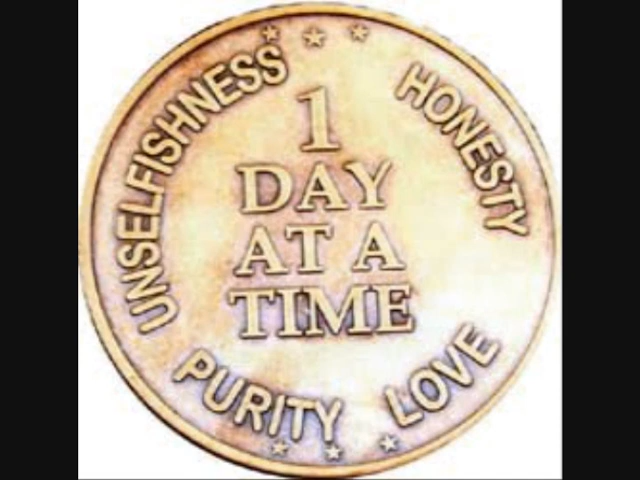 UNSELFISHNESS
HONESTY
1
DAY
AT A
TIME
PURITY
LOVE